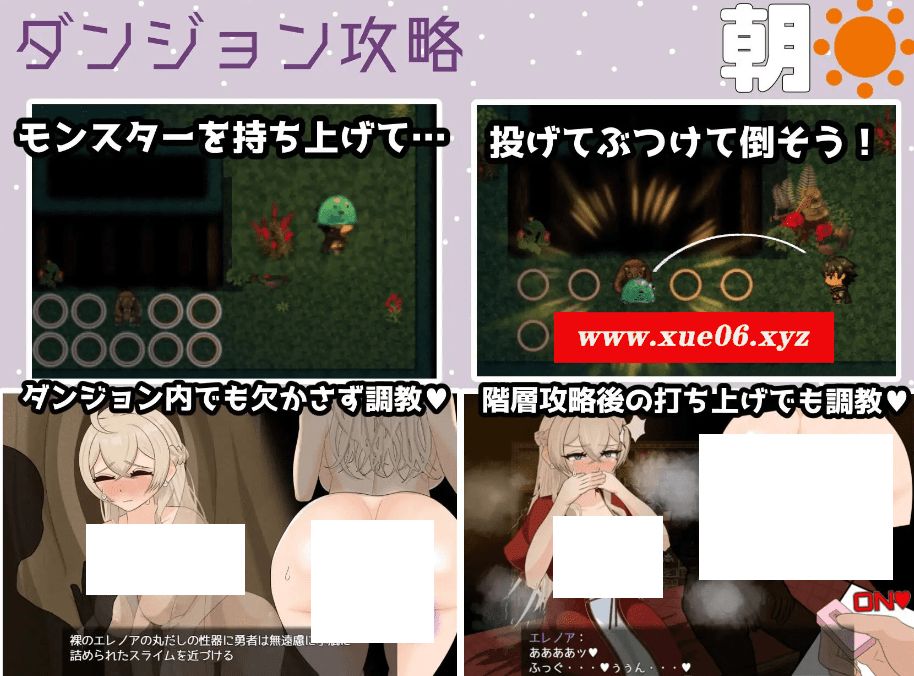 ダンジョン攻略
朝
モンスターを持ち上げて…
投げてぶつけて倒そう！
www.xue06.xyz
ダンジョン内でも欠かさず調教♥
階層攻略後の打ち上げでも調教♥
裸のエレノアの丸だしの性器に勇者は無遠慮に
詰められたスライムを近づける
ON♥
エレノア：
ああああッ♥
ふっぐ・・・♥うぅん・・・♥